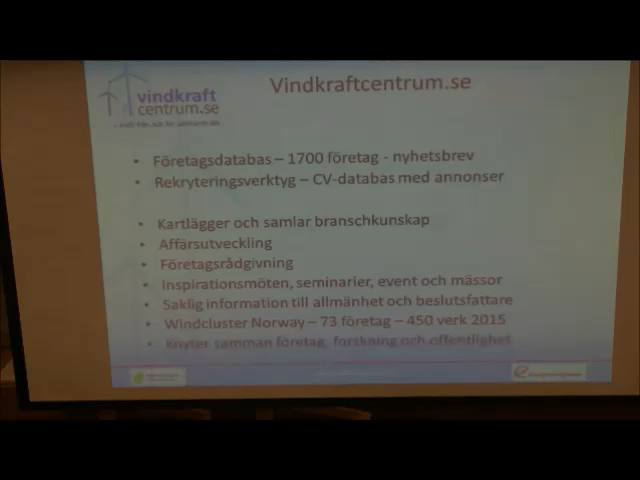 Vindkraftcentrum.se
vindkraft
centrum.se
• Företagsdatabas – 1700 företag - nyhetsbrev
• Rekryteringsverktyg – CV-databas med annonser
• Kartlägger och samlar branschkunskap
• Affärsutveckling
• Företagsrådgivning
• Inspirationsmöten, seminarier, event och mässor
• Saklig information till allmänhet och beslutsfattare
• Windcluster Norway – 73 företag – 450 verk 2015
• Knyter samman företag, forskning och offentlighet